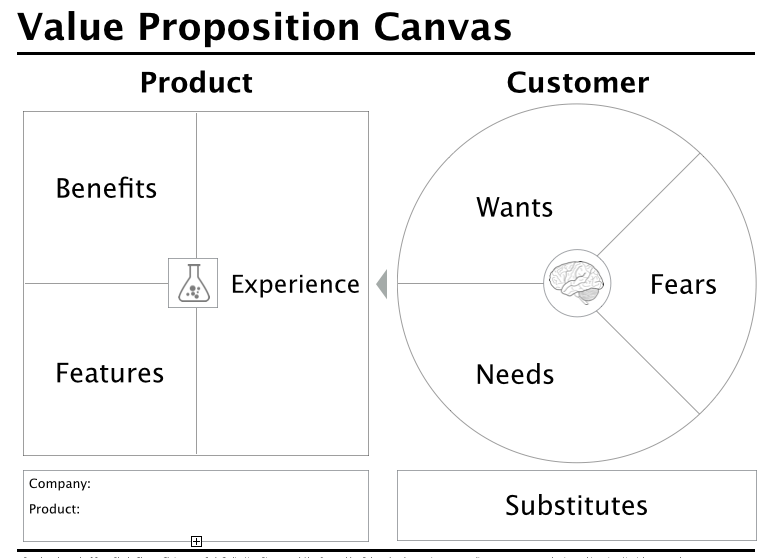 Value Proposition Canvas
Product
Customer
Benefits
Wants
Experience
Fears
Features
Needs
Company:
Product:
Substitutes